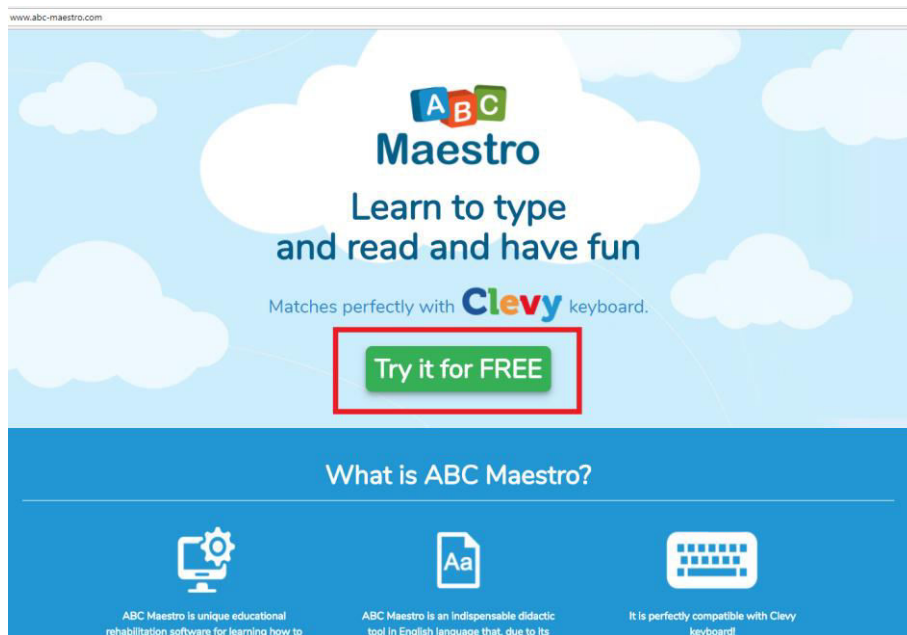 www.abc-maestro.com
ABC
Maestro
Learn to type
and read and have fun
Matches perfectly with Clevy keyboard.
Try it for FREE
What is ABC Maestro?
Aa
ABC Maestro is unique educational
rehabilitation software for learning how to
ABC Maestro is an indispensable didactic
tool in English language that, due to its
It is perfectly compatible with Clevy
keyboard!